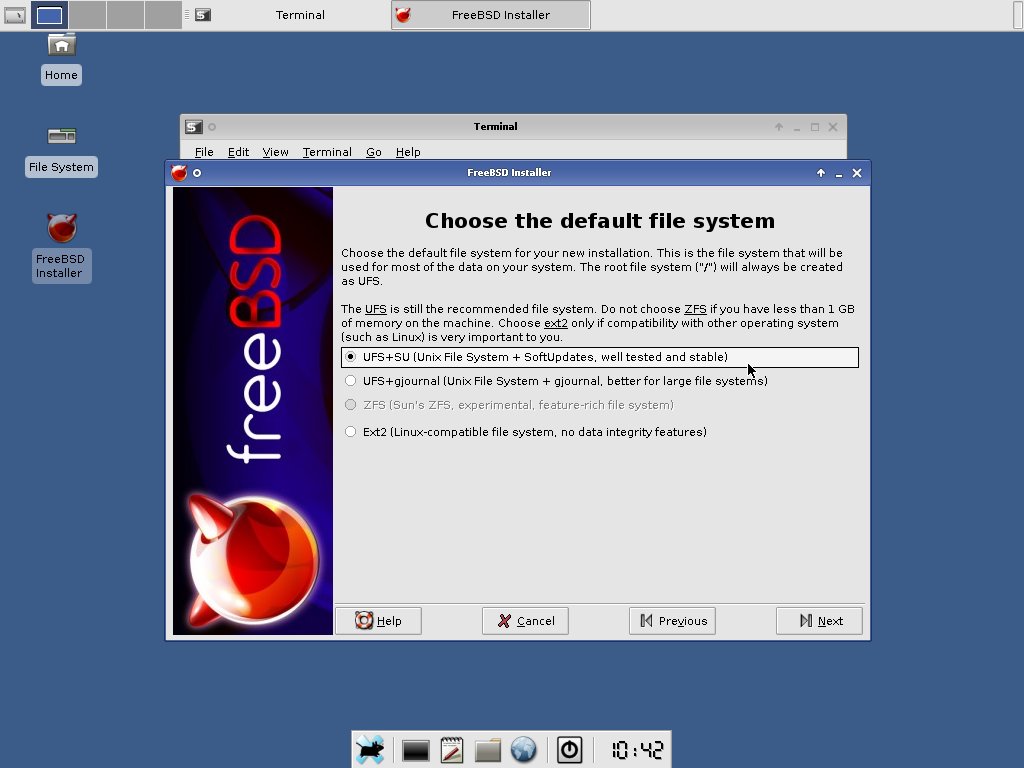 Terminal
FreeBSD Installer
Home
File System
FreeBSD
Installer
Terminal
File Edit View Terminal Go Help
FreeBSD Installer
freeBSD
Choose the default file system
Choose the default file system for your new installation. This is the file system that will be
used for most of the data on your system. The root file system ("/") will always be created
as UFS.
The UFS is still the recommended file system. Do not choose ZFS if you have less than 1 GB
of memory on the machine. Choose ext2 only if compatibility with other operating system
(such as Linux) is very important to you.
UFS+SU (Unix File System + SoftUpdates, well tested and stable)
UFS+gjournal (Unix File System + gjournal, better for large file systems)
ZFS (Sun's ZFS, experimental, feature-rich file system)
Ext2 (Linux-compatible file system, no data integrity features)
Help
Cancel
Previous
Next
10:42